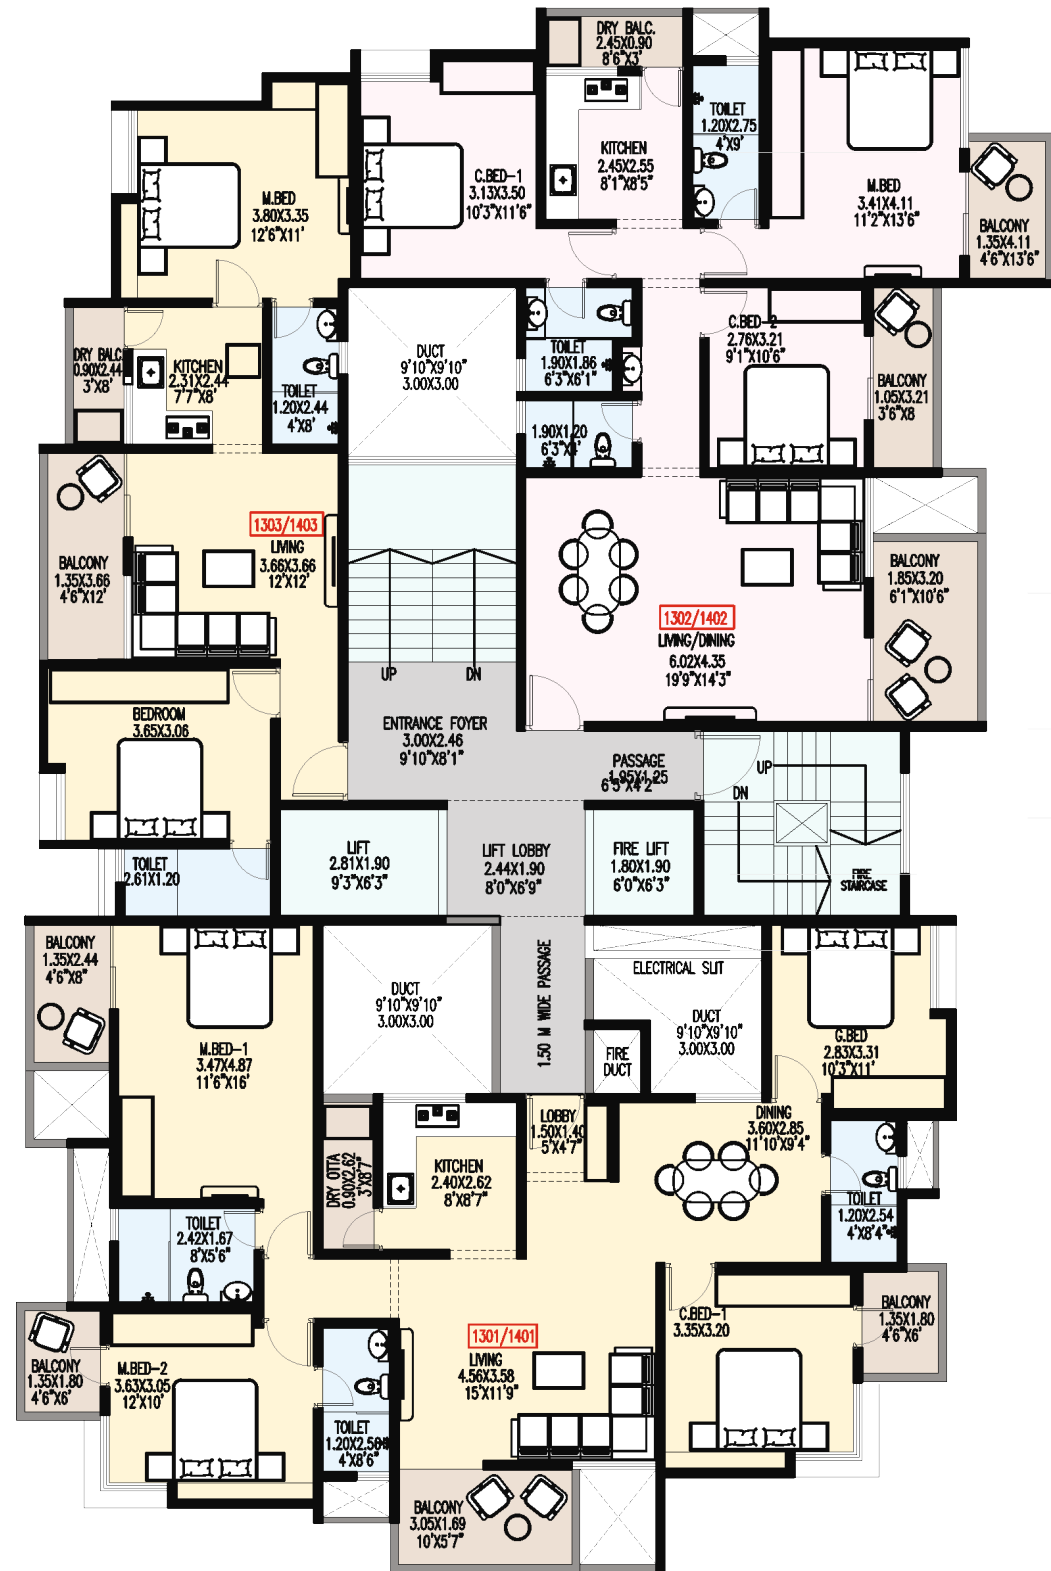 DRY BALC.
2.45X0.90
8'6"X3'
TOILET
1.20X2.75
4'X9'
KITCHEN
2.45X2.55
8'1"X8'5"
C.BED-1
3.13X3.50
10'3"X11'6"
M.BED
3.80X3.35
12'6"X11'
M.BED
3.41X4.11
11'2"X13'6"
BALCONY
1.35X4.11
4'6"X13'6"
DRY BALC.
0.90X2.44
3'X8'
KITCHEN
2.31X2.44
7'7"X8'
TOILET
1.20X2.44
4'X8'
DUCT
9'10"X9'10"
3.00X3.00
TOILET
1.90X1.86
6'3"X6'1"
1.90X1.20
6'3"X4'
C.BED-2
2.76X3.21
9'1"X10'6"
BALCONY
1.05X3.21
3'6"X8
1303/1403
LIVING
3.66X3.66
12'X12'
BALCONY
1.35X3.66
4'6"X12'
BALCONY
1.85X3.20
6'1"X10'6"
1302/1402
LIVING/DINING
6.02X4.35
19'9"X14'3"
UP
DN
BEDROOM
3.65X3.06
ENTRANCE FOYER
3.00X2.46
9'10"X8'1"
PASSAGE
1.95X1.25
6'5"X4'2"
UP
DN
FIRE
STAIRCASE
TOILET
2.61X1.20
LIFT
2.81X1.90
9'3"X6'3"
LIFT LOBBY
2.44X1.90
8'0"X6'9"
FIRE LIFT
1.80X1.90
6'0"X6'3"
BALCONY
1.35X2.44
4'6"X8"
M.BED-1
3.47X4.87
11'6"X16'
DUCT
9'10"X9'10"
3.00X3.00
1.50 M WIDE PASSAGE
ELECTRICAL SLIT
DUCT
9'10"X9'10"
3.00X3.00
FIRE
DUCT
G.BED
2.83X3.31
10'3"X11'
LOBBY
1.50X1.40
5'X4'7"
DINING
3.60X2.85
11'10"X9'4"
DRY OTTA
0.90X2.62
3'X8'7"
KITCHEN
2.40X2.62
8'X8'7"
TOILET
1.20X2.54
4'X8'4"
TOILET
2.42X1.67
8'X5'6"
BALCONY
1.35X1.80
4'6"X6'
C.BED-1
3.35X3.20
1301/1401
LIVING
4.56X3.58
15'X11'9"
BALCONY
1.35X1.80
4'6"X6'
M.BED-2
3.63X3.05
12'X10'
TOILET
1.20X2.58
4'X8'6"
BALCONY
3.05X1.69
10'X5'7"